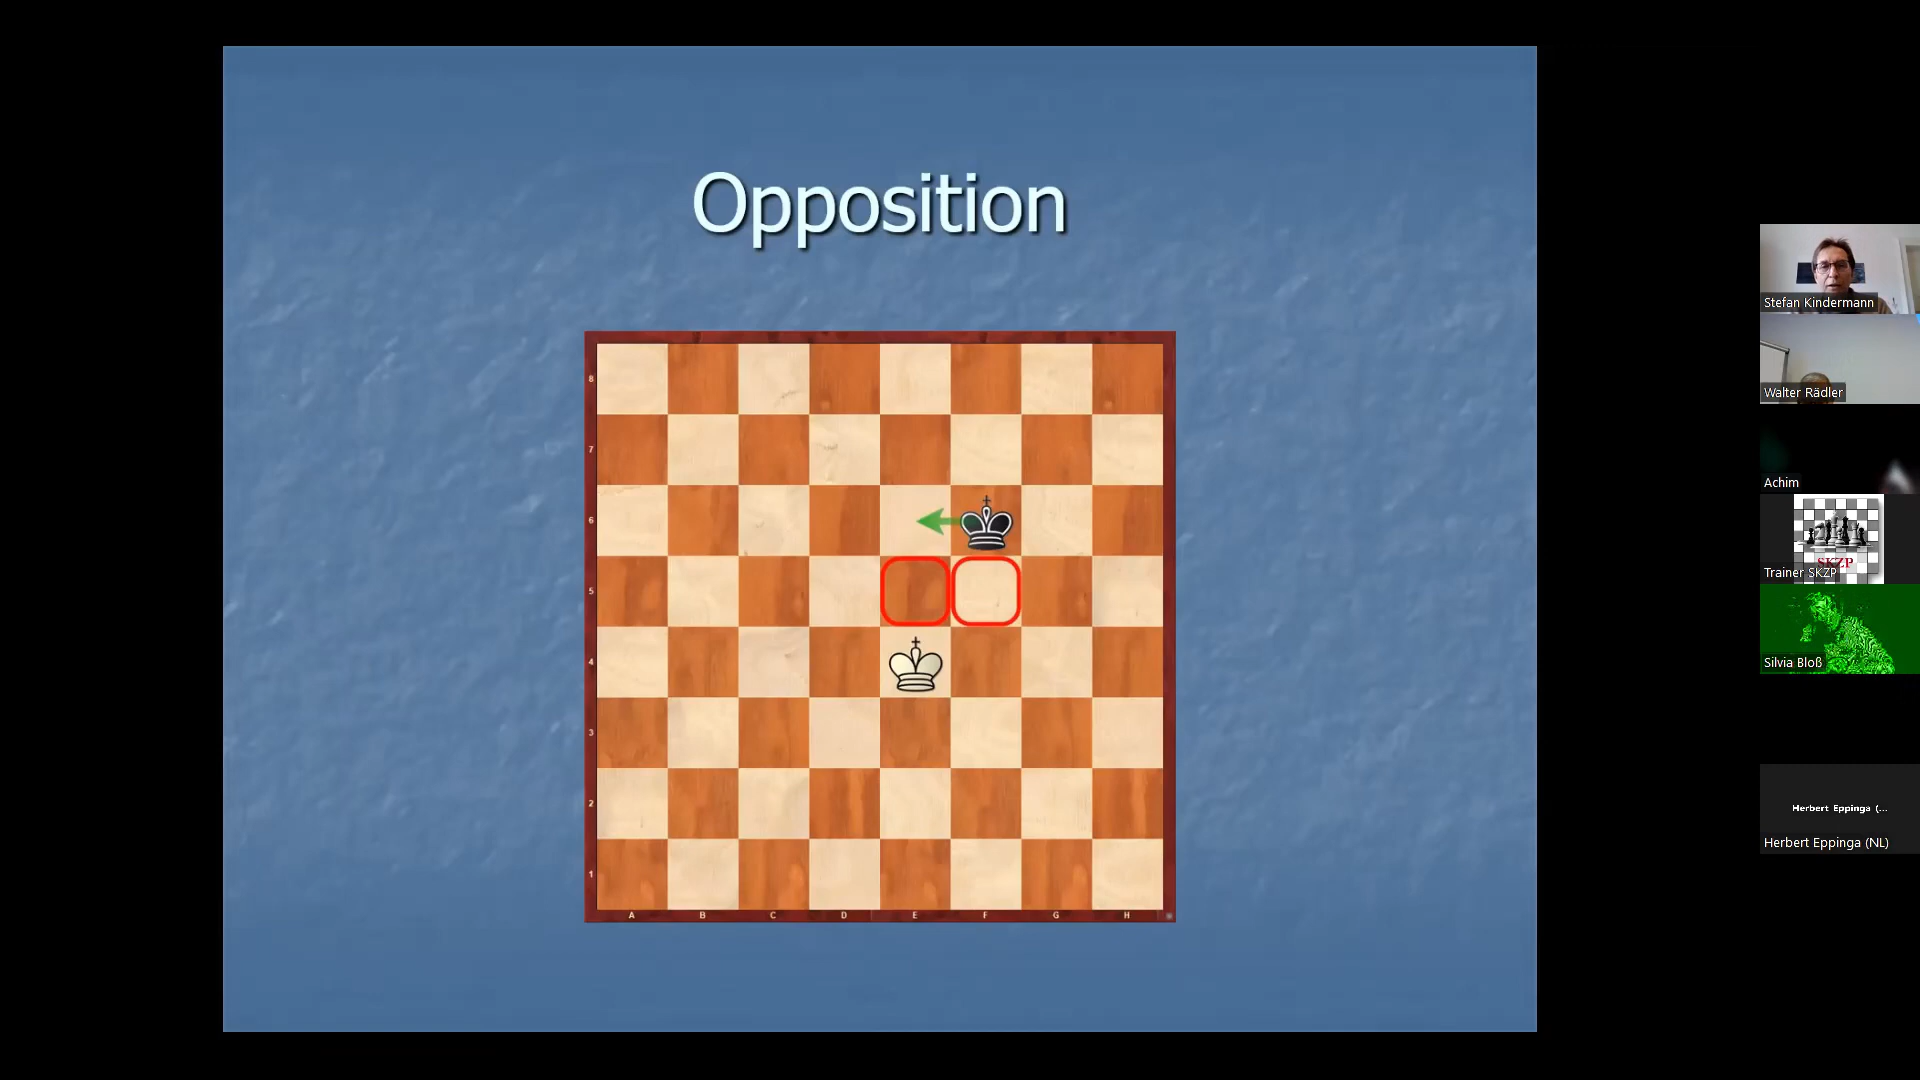 Opposition
8
7
6
5
4
3
2
1
A B C D E F G H
Stefan Kindermann
Walter Rädler
Achim
SKZP
Trainer SKZP
Silvia Bloß
Herbert Eppinga (...
Herbert Eppinga (NL)